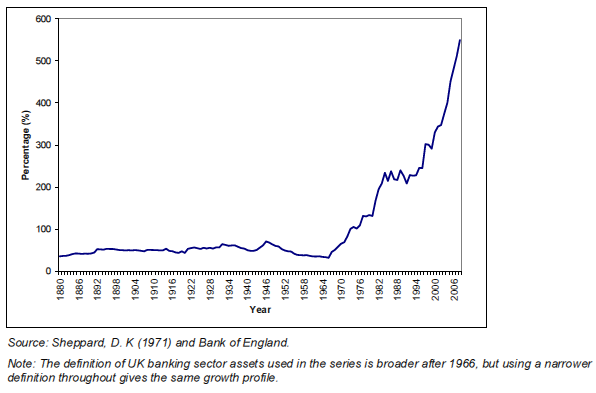 600
500
400
300
200
100
0
Percentage (%)
1880 1886 1892 1898 1904 1910 1916 1922 1928 1934 1940 1946 1952 1958 1964 1970 1976 1982 1988 1994 2000 2006
Year
Source: Sheppard, D. K (1971) and Bank of England.
Note: The definition of UK banking sector assets used in the series is broader after 1966, but using a narrower
definition throughout gives the same growth profile.